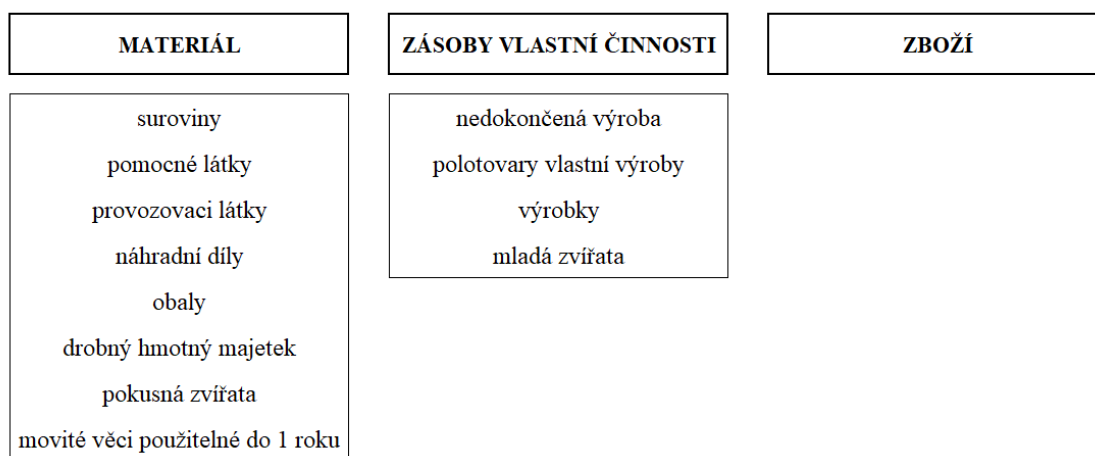 MATERIÁL
suroviny
pomocné látky
provozovaci látky
náhradní díly
obaly
drobný hmotný majetek
pokusná zvířata
movité věci použitelné do 1 roku
ZÁSOBY VLASTNÍ ČINNOSTI
nedokončená výroba
polotovary vlastní výroby
výrobky
mladá zvířata
ZBOŽÍ